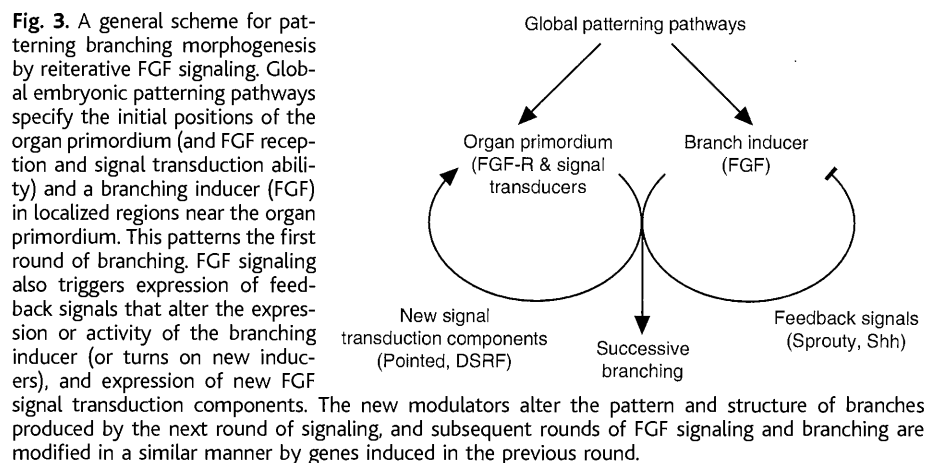 Fig. 3. A general scheme for pat-
terning branching morphogenesis
by reiterative FGF signaling. Glob-
al embryonic patterning pathways
specify the initial positions of the
organ primordium (and FGF recep-
tion and signal transduction abili-
ty) and a branching inducer (FGF)
in localized regions near the organ
primordium. This patterns the first
round of branching. FGF signaling
also triggers expression of feed-
back signals that alter the expres-
sion or activity of the branching
inducer (or turns on new induc-
ers), and expression of new FGF
signal transduction components. The new modulators alter the pattern and structure of branches
produced by the next round of signaling, and subsequent rounds of FGF signaling and branching are
modified in a similar manner by genes induced in the previous round.
Global patterning pathways
Organ primordium
(FGF-R & signal
transducers
Branch inducer
(FGF)
New signal
transduction components
(Pointed, DSRF)
Successive
branching
Feedback signals
(Sprouty, Shh)